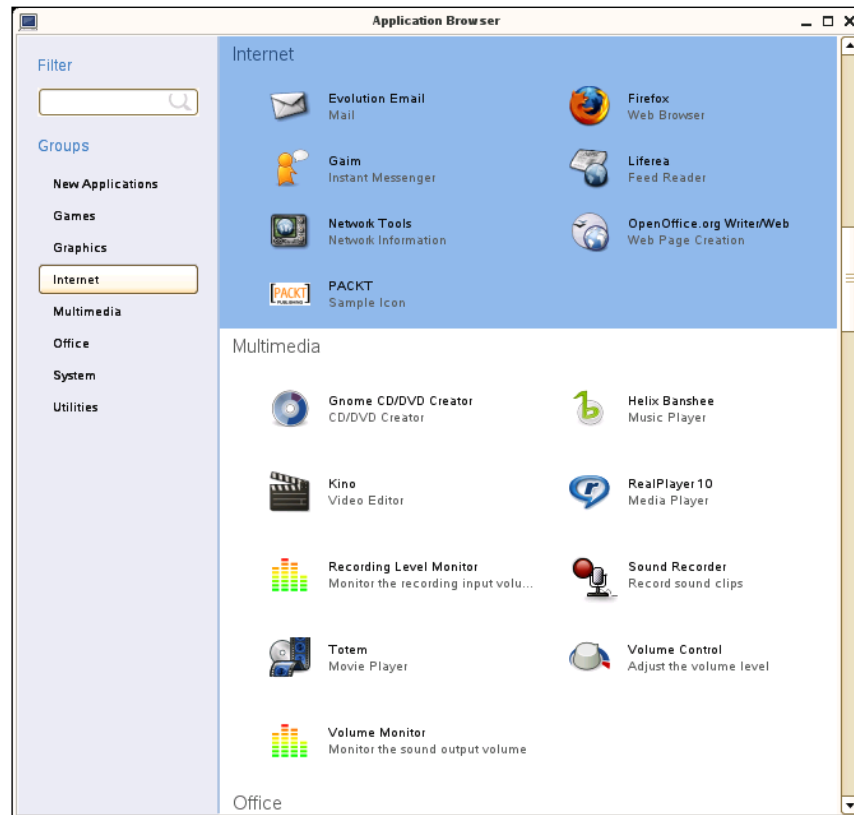 Application Browser
Filter
Groups
New Applications
Games
Graphics
Internet
Multimedia
Office
System
Utilities
Internet
Evolution Email
Mail
Firefox
Web Browser
Gaim
Instant Messenger
Liferea
Feed Reader
Network Tools
Network Information
OpenOffice.org Writer/Web
Web Page Creation
PACKT
PUBLISHING
PACKT
Sample Icon
Multimedia
Gnome CD/DVD Creator
CD/DVD Creator
Helix Banshee
Music Player
Kino
Video Editor
RealPlayer 10
Media Player
Recording Level Monitor
Monitor the recording input volu...
Sound Recorder
Record sound clips
Totem
Movie Player
Volume Control
Adjust the volume level
Volume Monitor
Monitor the sound output volume
Office